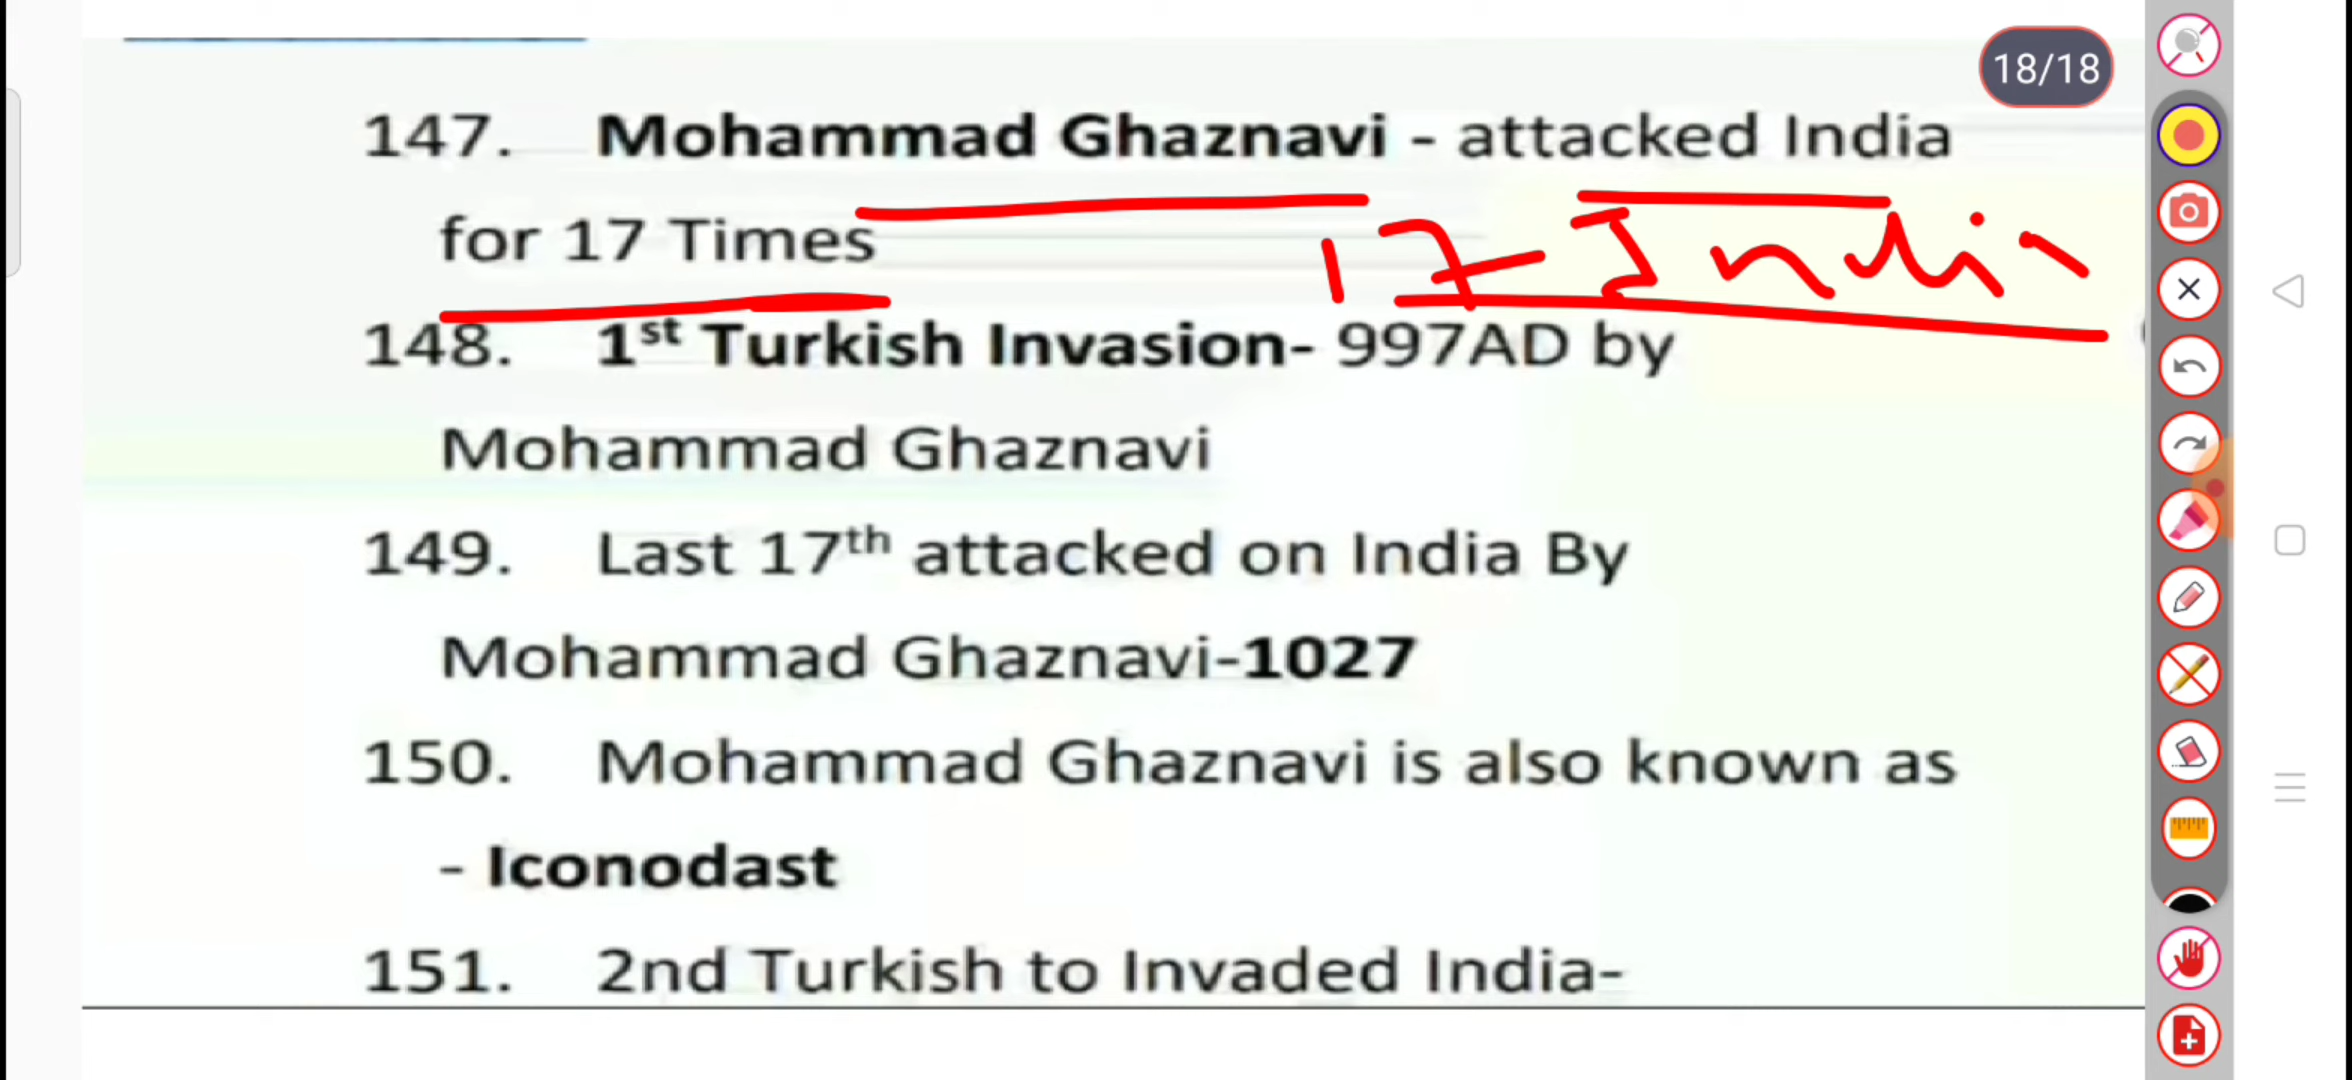 18/18
147. Mohammad Ghaznavi - attacked India
for 17 Times
17-India
148. 1st Turkish Invasion- 997AD by
Mohammad Ghaznavi
149. Last 17th attacked on India By
Mohammad Ghaznavi-1027
150. Mohammad Ghaznavi is also known as
- Iconodast
151. 2nd Turkish to Invaded India-